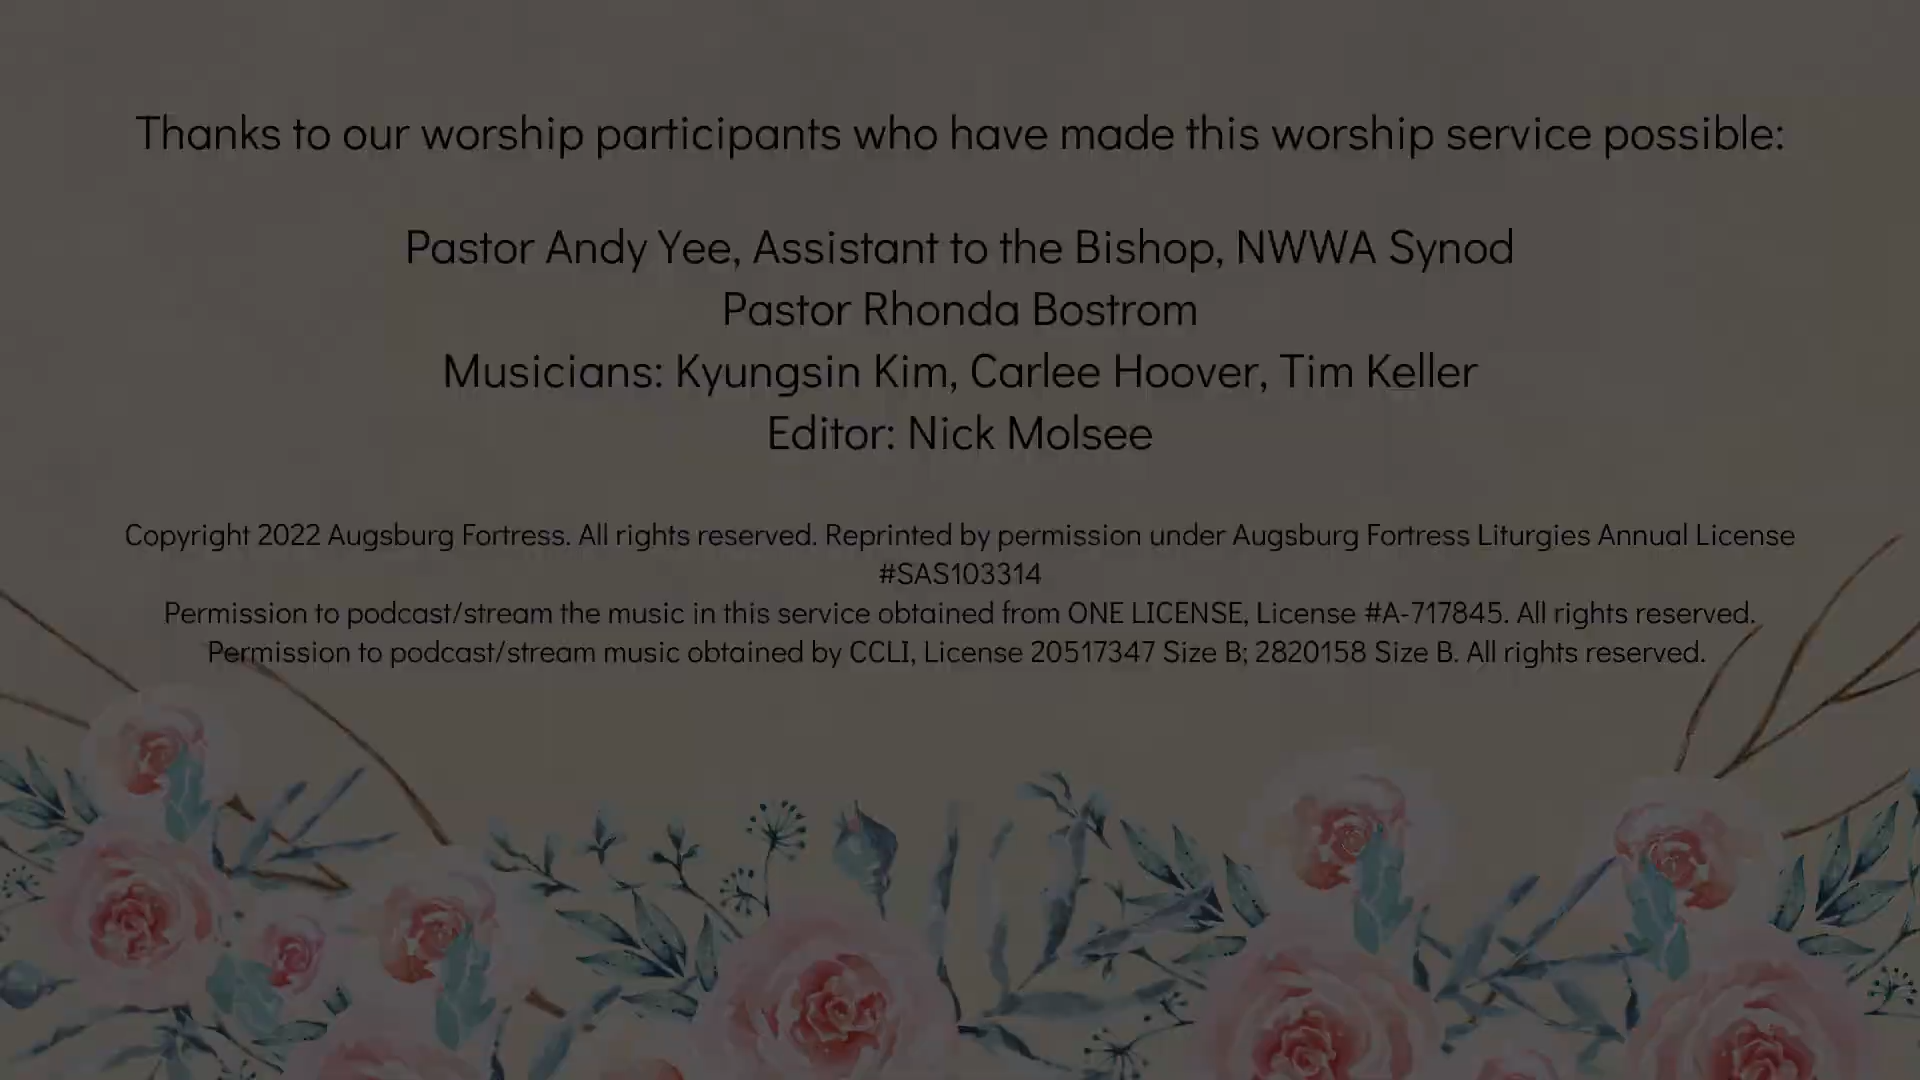 Thanks to our worship participants who have made this worship service possible:
Pastor Andy Yee, Assistant to the Bishop, NWWA Synod
Pastor Rhonda Bostrom
Musicians: Kyungsin Kim, Carlee Hoover, Tim Keller
Editor: Nick Molsee
Copyright 2022 Augsburg Fortress. All rights reserved. Reprinted by permission under Augsburg Fortress Liturgies Annual License
#SAS103314
Permission to podcast/stream the music in this service obtained from ONE LICENSE, License #A-717845. All rights reserved.
Permission to podcast/stream music obtained by CCLI, License 20517347 Size B; 2820158 Size B. All rights reserved.